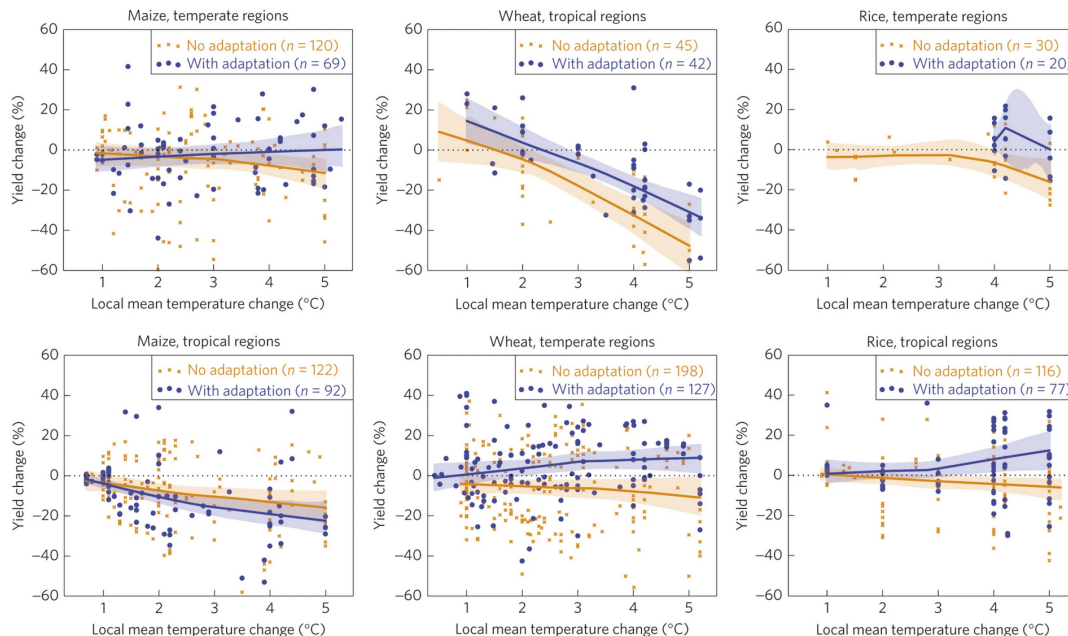 Maize, temperate regions
60
40
20
0
−20
−40
−60
Yield change (%)
No adaptation (n = 120)
With adaptation (n = 69)
1 2 3 4 5
Local mean temperature change (°C)
Wheat, tropical regions
60
40
20
0
−20
−40
−60
Yield change (%)
No adaptation (n = 45)
With adaptation (n = 42)
1 2 3 4 5
Local mean temperature change (°C)
Rice, temperate regions
60
40
20
0
−20
−40
−60
Yield change (%)
No adaptation (n = 30)
With adaptation (n = 20)
1 2 3 4 5
Local mean temperature change (°C)
Maize, tropical regions
60
40
20
0
−20
−40
−60
Yield change (%)
No adaptation (n = 122)
With adaptation (n = 92)
1 2 3 4 5
Local mean temperature change (°C)
Wheat, temperate regions
60
40
20
0
−20
−40
−60
Yield change (%)
No adaptation (n = 198)
With adaptation (n = 127)
1 2 3 4 5
Local mean temperature change (°C)
Rice, tropical regions
60
40
20
0
−20
−40
−60
Yield change (%)
No adaptation (n = 116)
With adaptation (n = 77)
1 2 3 4 5
Local mean temperature change (°C)